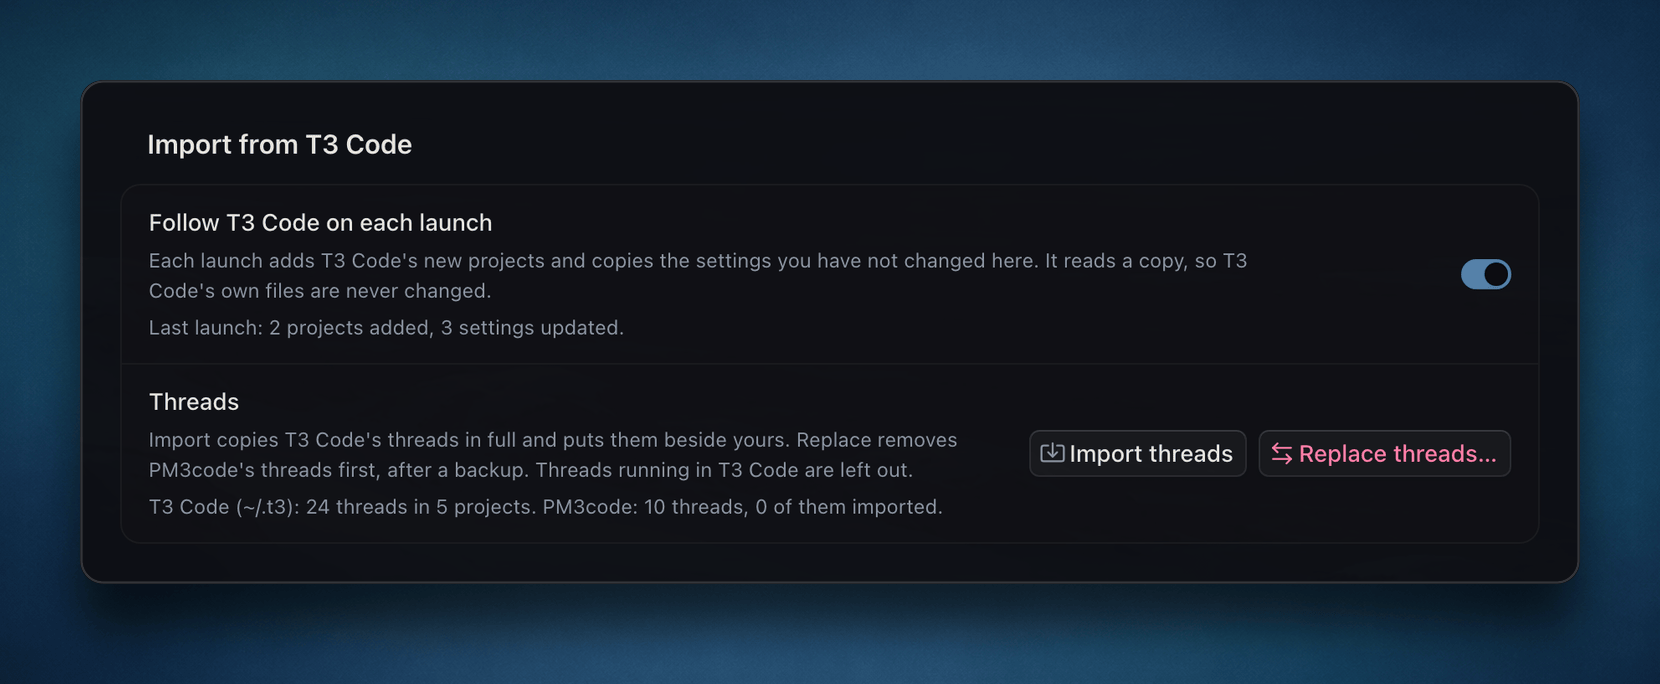 Import from T3 Code
Follow T3 Code on each launch
Each launch adds T3 Code's new projects and copies the settings you have not changed here. It reads a copy, so T3
Code's own files are never changed.
Last launch: 2 projects added, 3 settings updated.
Threads
Import copies T3 Code's threads in full and puts them beside yours. Replace removes
PM3code's threads first, after a backup. Threads running in T3 Code are left out.
T3 Code (~/.t3): 24 threads in 5 projects. PM3code: 10 threads, 0 of them imported.
Import threads
Replace threads...